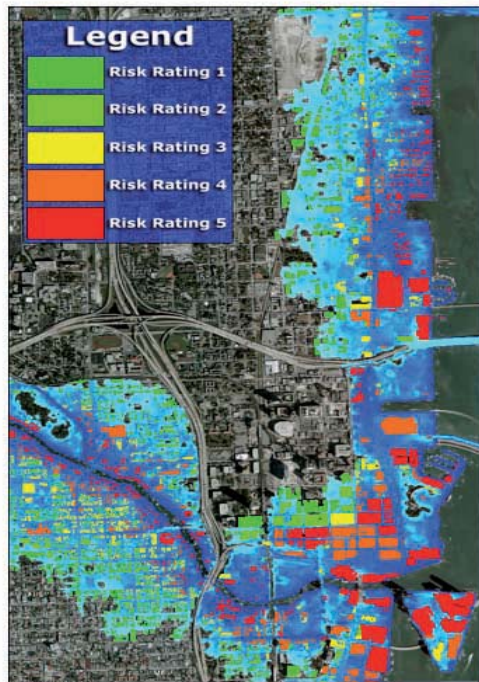 Legend
Risk Rating 1
Risk Rating 2
Risk Rating 3
Risk Rating 4
Risk Rating 5